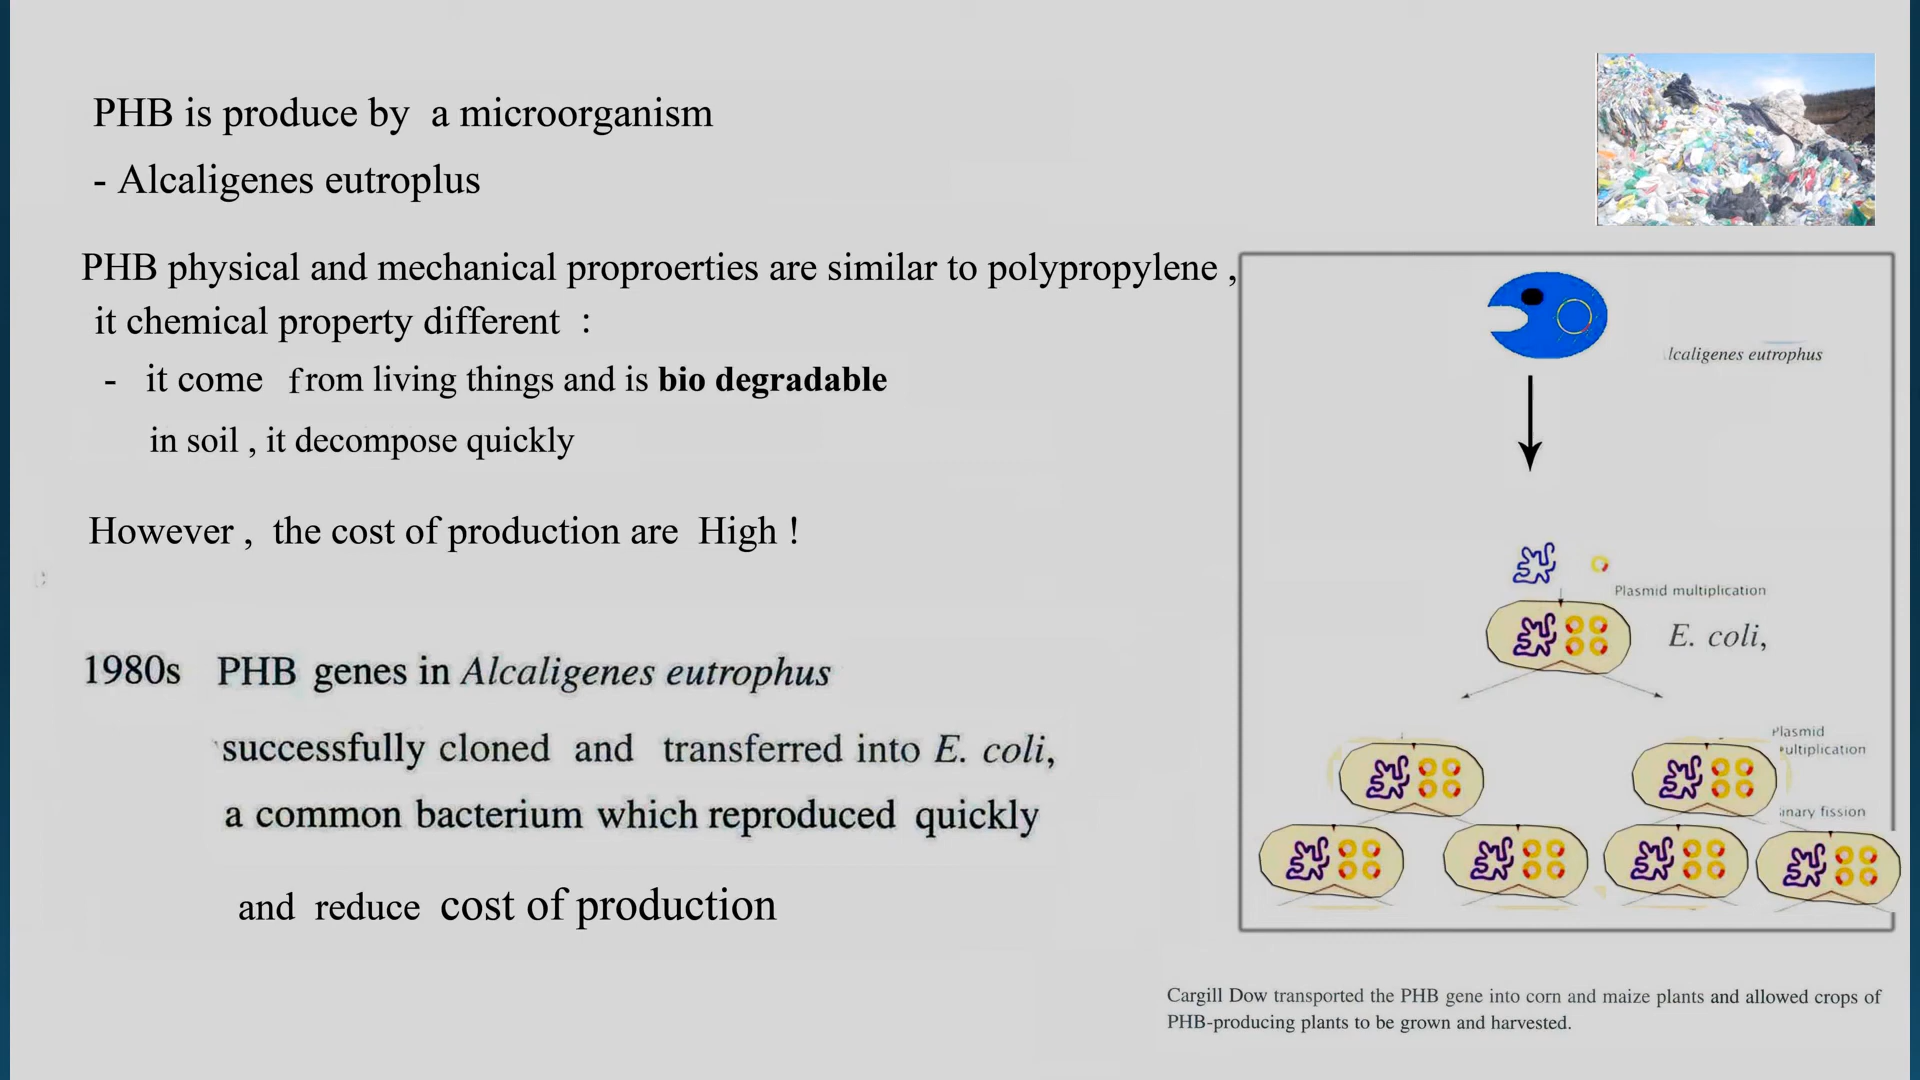 PHB is produce by a microorganism
- Alcaligenes eutroplus
PHB physical and mechanical proproerties are similar to polypropylene ,
it chemical property different :
- it come from living things and is bio degradable
in soil , it decompose quickly
However , the cost of production are High !
1980s PHB genes in Alcaligenes eutrophus
successfully cloned and transferred into E. coli,
a common bacterium which reproduced quickly
and reduce cost of production
lcaligenes eutrophus
Plasmid multiplication
E. coli,
Plasmid
ultiplication
inary fission
Cargill Dow transported the PHB gene into corn and maize plants and allowed crops of
PHB-producing plants to be grown and harvested.